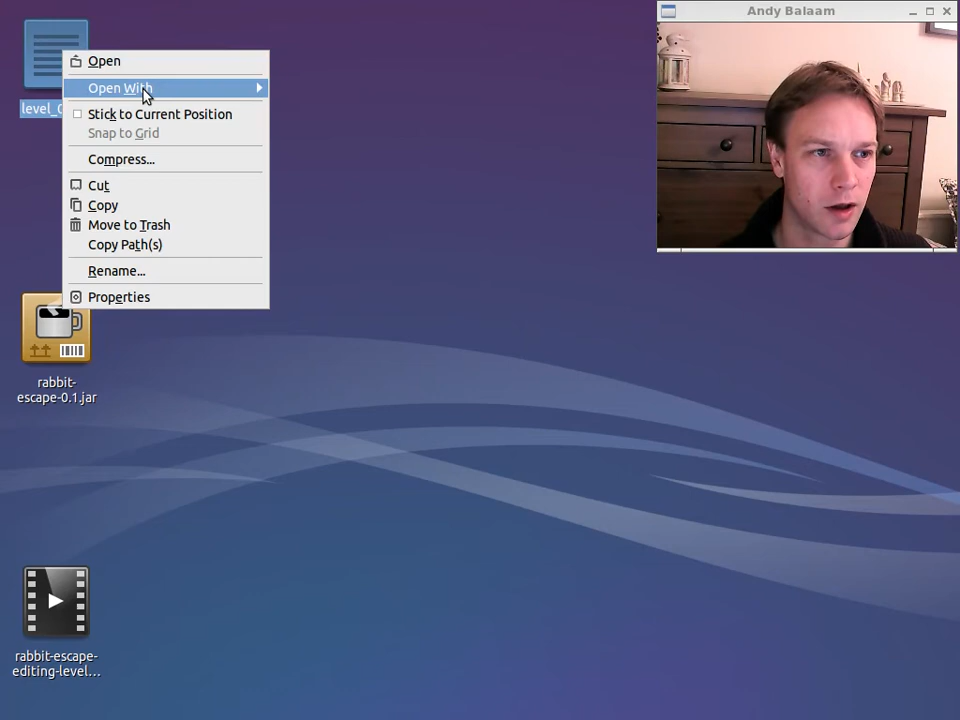 Andy Balaam
Open
level_0
Open With
Stick to Current Position
Snap to Grid
Compress...
Cut
Copy
Move to Trash
Copy Path(s)
Rename...
Properties
rabbit-
escape-0.1.jar
rabbit-escape-
editing-level...